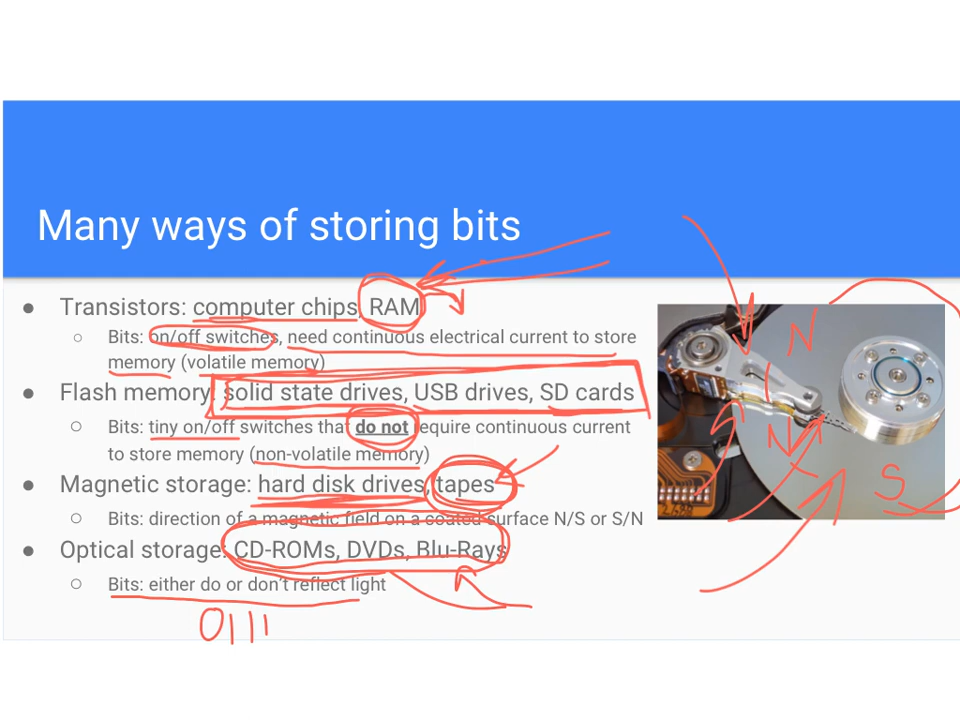 Many ways of storing bits
● Transistors: computer chips, RAM
○ Bits: on/off switches, need continuous electrical current to store
memory (volatile memory)
● Flash memory: solid state drives, USB drives, SD cards
○ Bits: tiny on/off switches that do not require continuous current
to store memory (non-volatile memory)
● Magnetic storage: hard disk drives, tapes
○ Bits: direction of a magnetic field on a coated surface N/S or S/N
● Optical storage: CD-ROMs, DVDs, Blu-Rays
○ Bits: either do or don't reflect light
0111
N
S
N
S